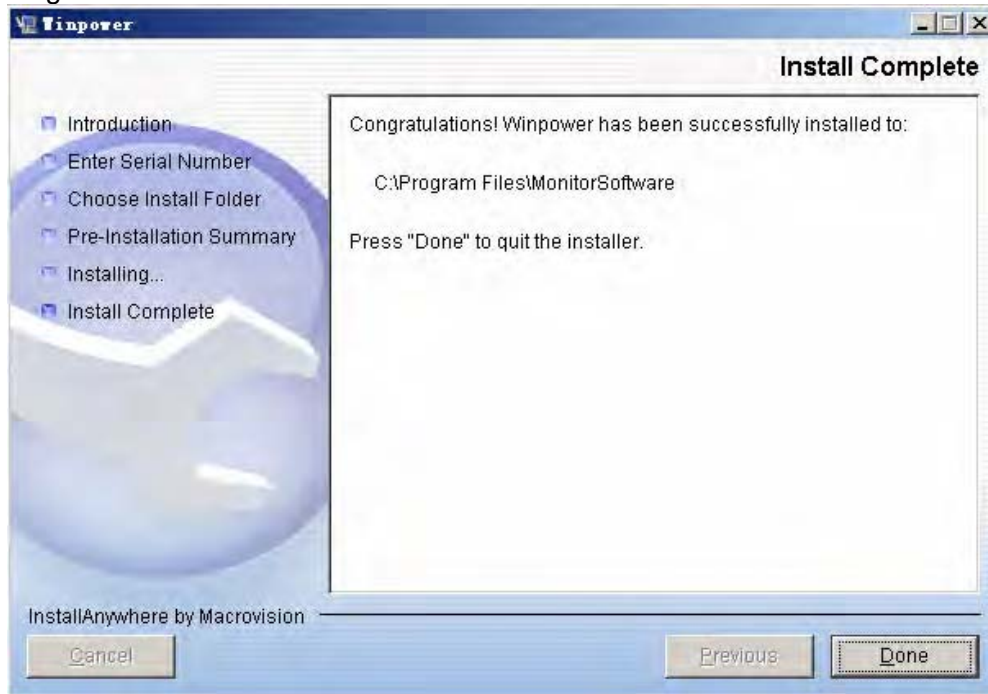 Winpower
Install Complete
Introduction
Enter Serial Number
Choose Install Folder
Pre-Installation Summary
Installing...
Install Complete
Congratulations! Winpower has been successfully installed to:
C:\Program Files\MonitorSoftware
Press "Done" to quit the installer.
InstallAnywhere by Macrovision
Cancel
Previous
Done